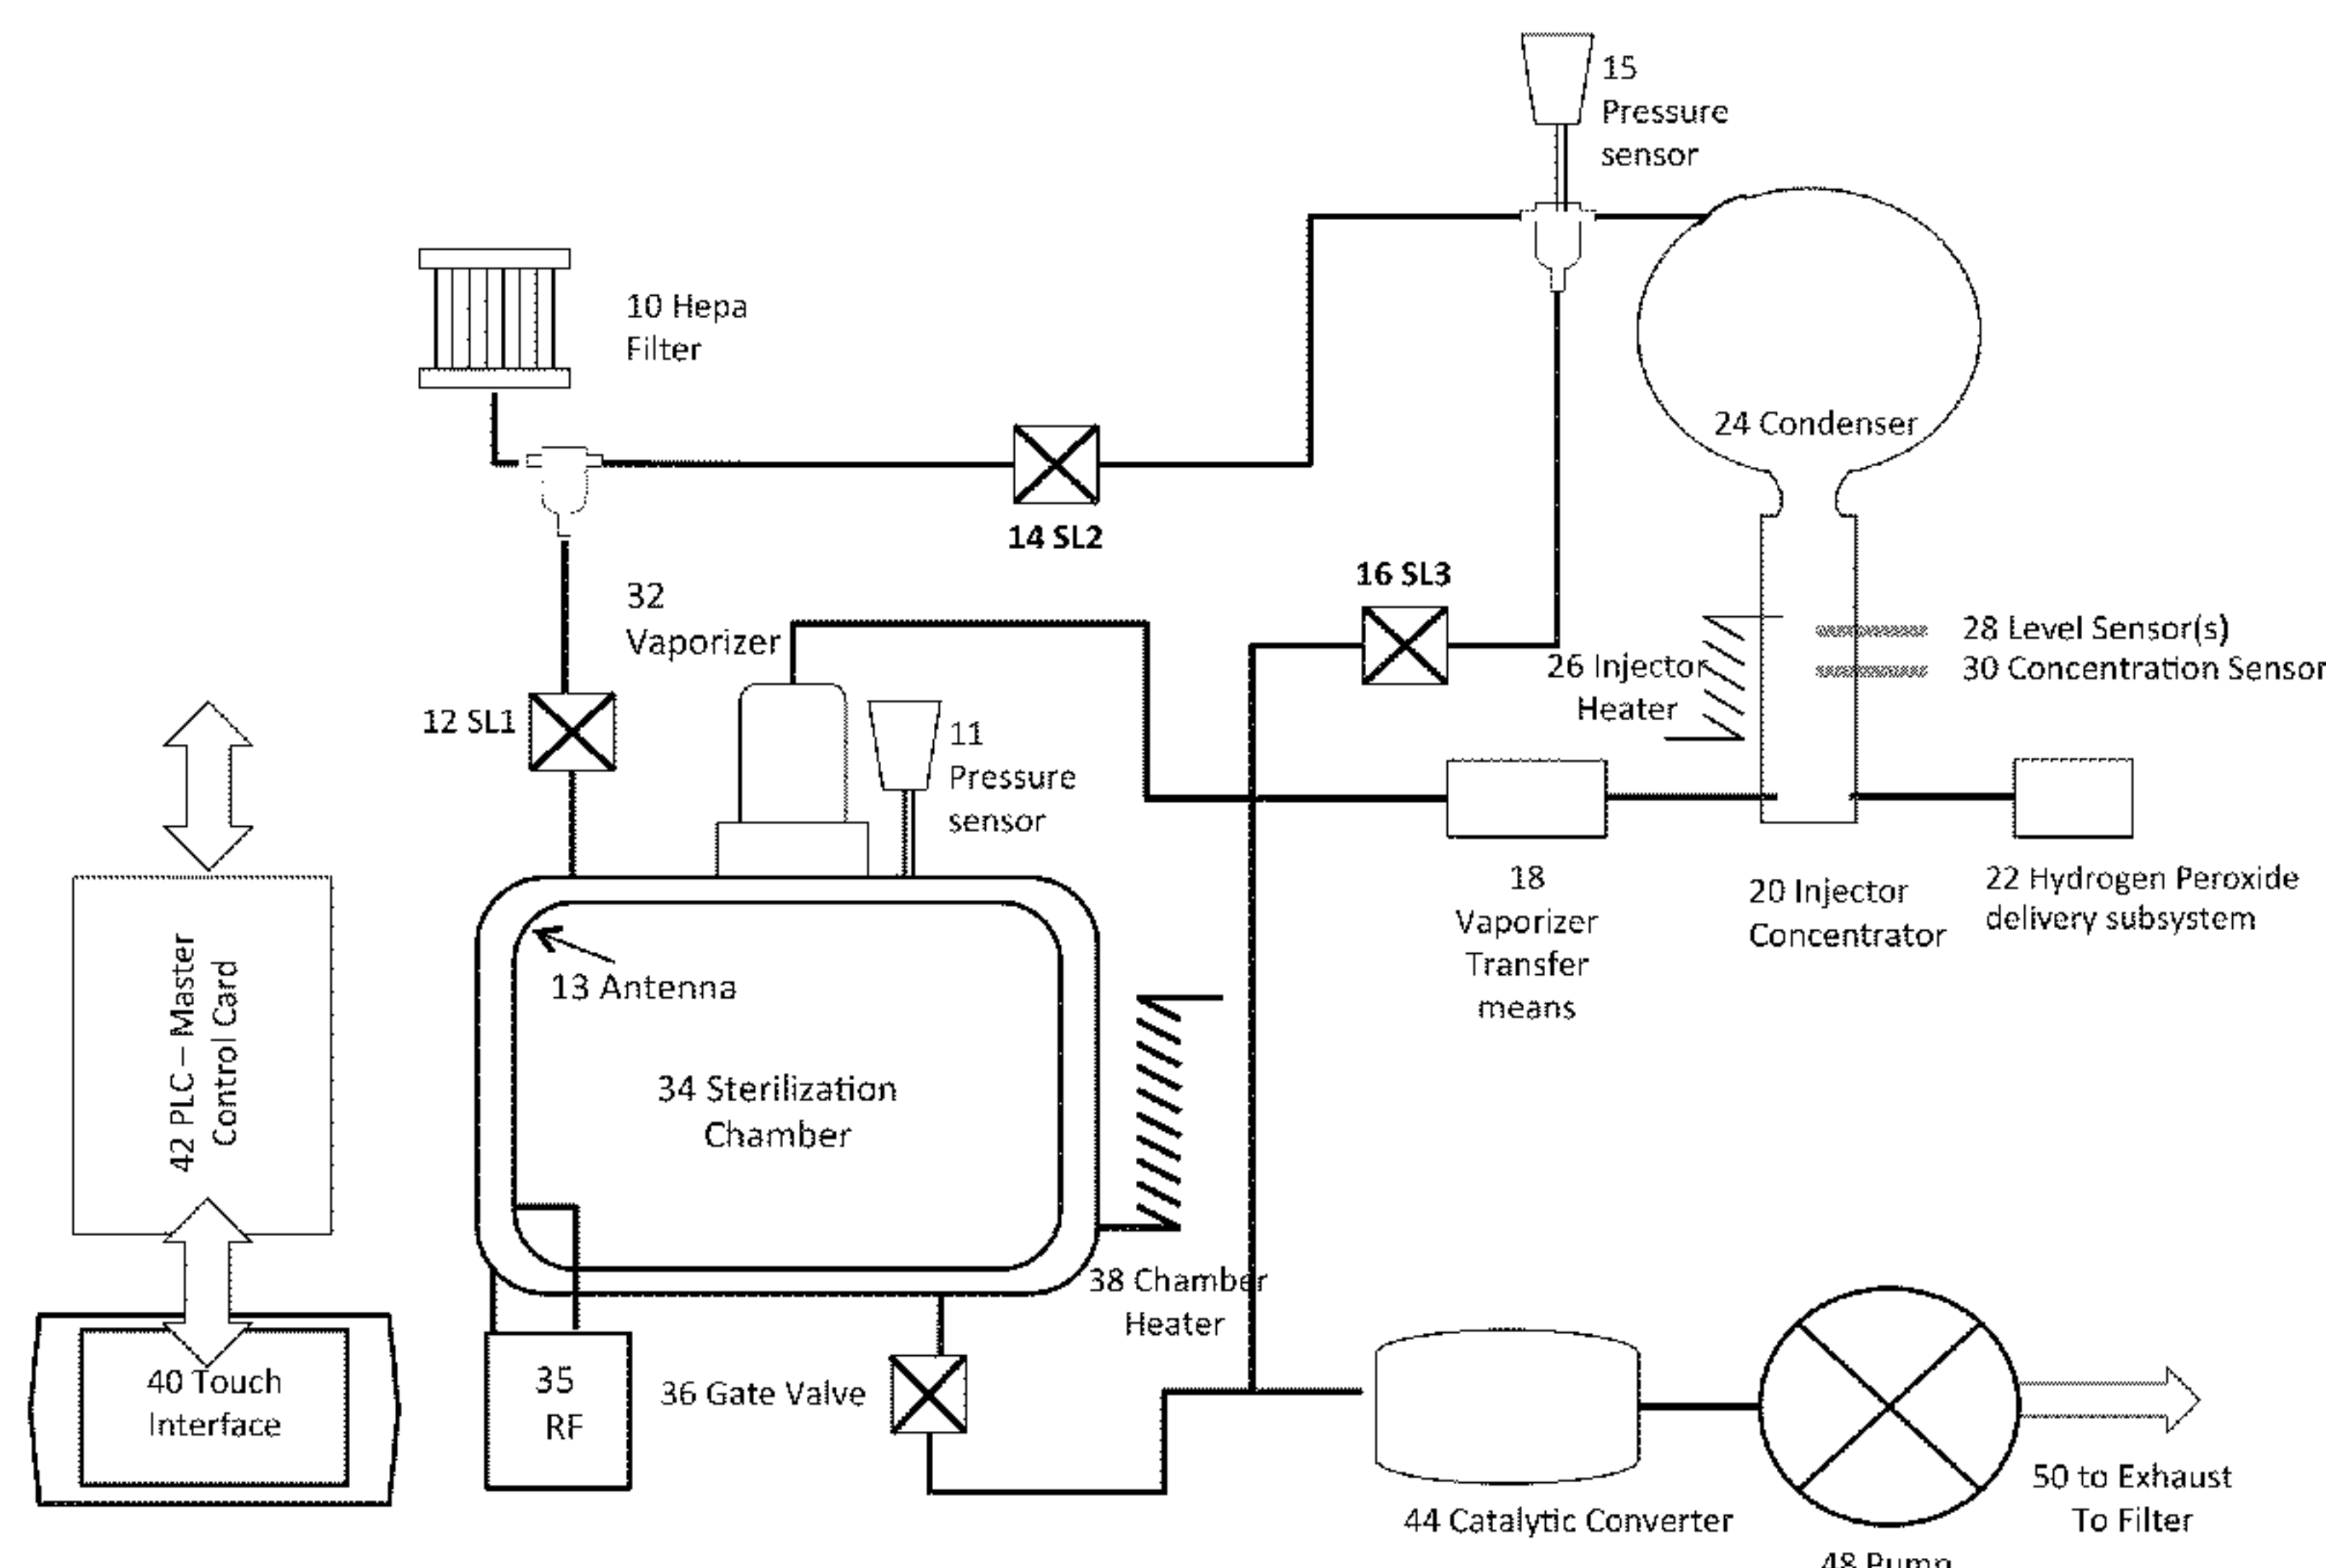 15
Pressure
sensor
10 Hepa
Filter
24 Condenser
14 SL2
16 SL3
32
Vaporizer
28 Level Sensor(s)
30 Concentration Sensor
26 Injector
Heater
12 SL1
11
Pressure
sensor
18
Vaporizer
Transfer
means
20 Injector
Concentrator
22 Hydrogen Peroxide
delivery subsystem
13 Antenna
42 PLC – Master
Control Card
34 Sterilization
Chamber
38 Chamber
Heater
40 Touch
Interface
35
RF
36 Gate Valve
44 Catalytic Converter
50 to Exhaust
To Filter
48 Pump